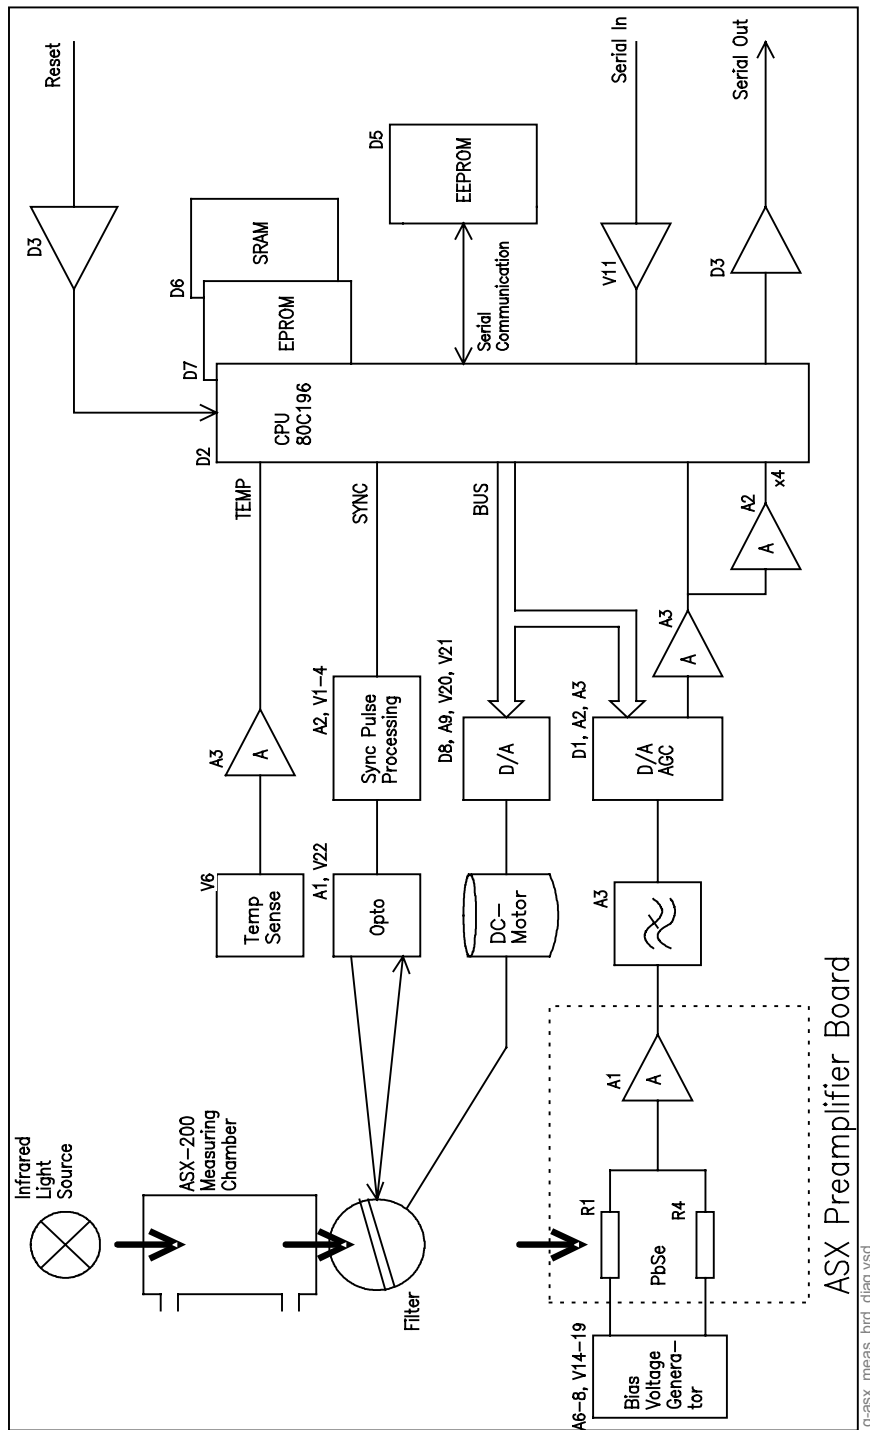 Infrared
Light
Source
ASX-200
Measuring
Chamber
Filter
V6
Temp
Sense
A3
A
TEMP
A1, V22
Opto
A2, V1-4
Sync Pulse
Processing
SYNC
DC-
Motor
D8, A9, V20, V21
D/A
BUS
A6-8, V14-19
Bias
Voltage
Genera-
tor
R1
PbSe
R4
A1
A
ASX Preamplifier Board
A3
D1, A2, A3
D/A
AGC
A3
A
A2
A
x4
D2
CPU
80C196
D7
EPROM
D6
SRAM
D3
Reset
Serial
Communication
D5
EEPROM
V11
Serial In
D3
Serial Out
g-asx_meas_brd_diag.vsd